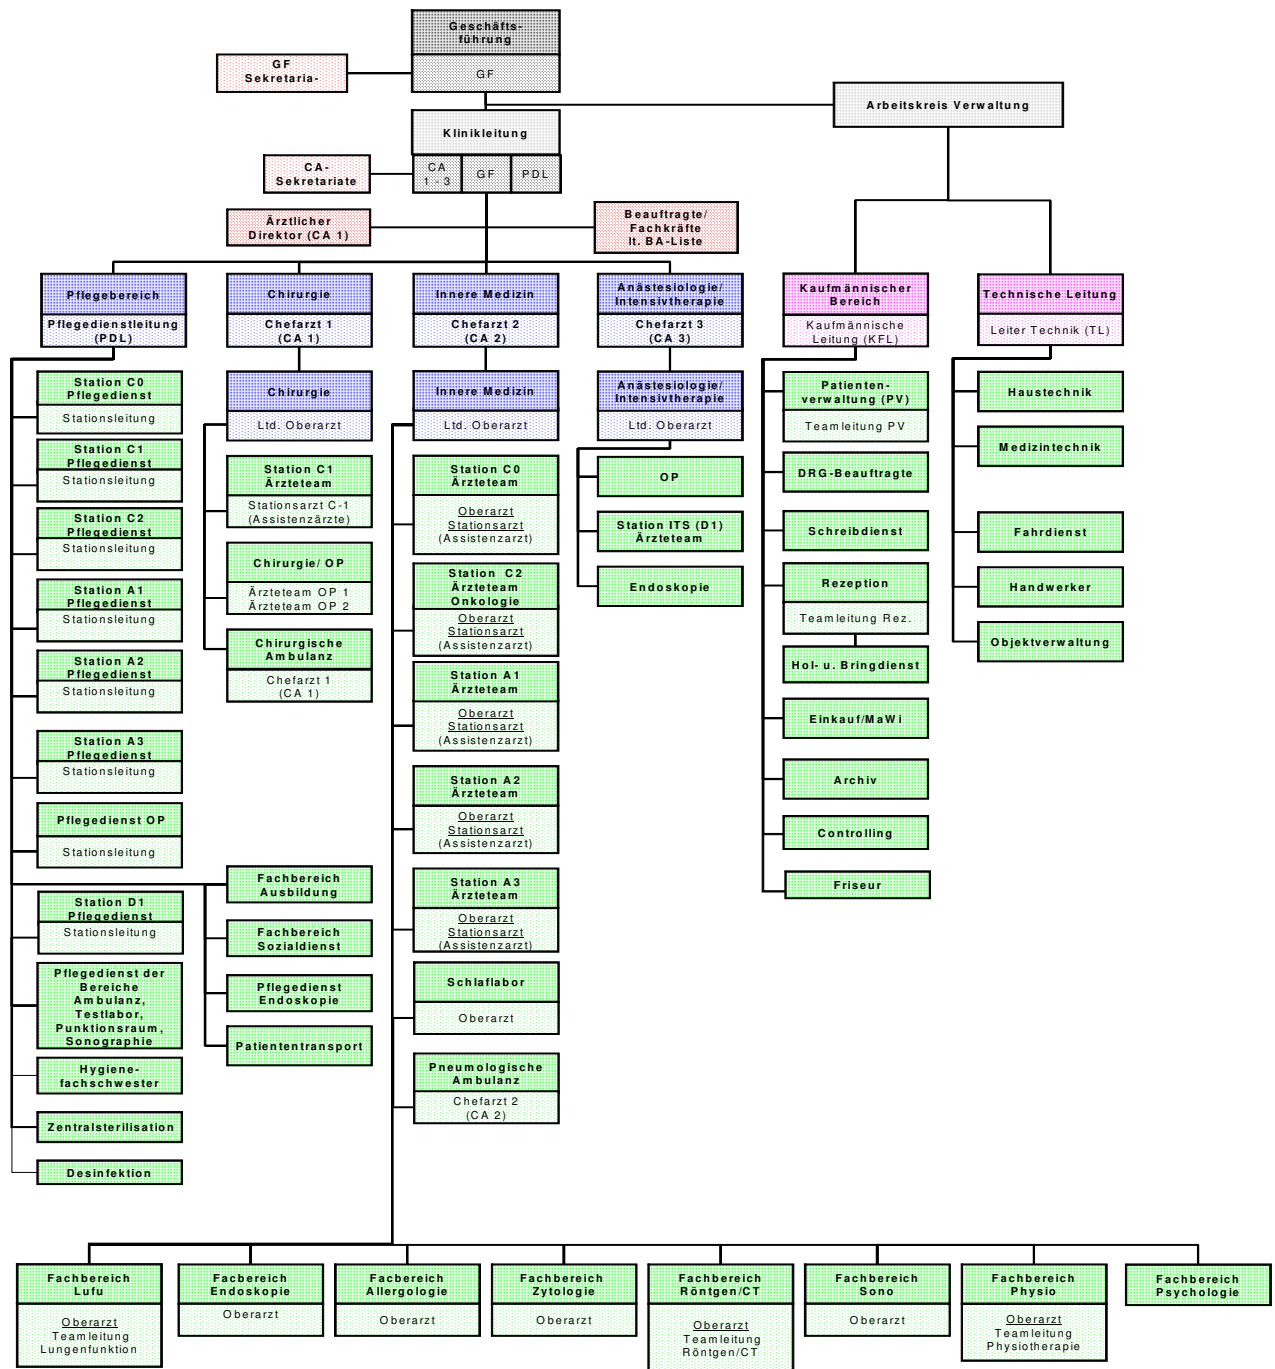 Geschäfts-
führung
GF
GF
Sekretaria-
Arbeitskreis Verwaltung
Klinikleitung
CA
1 - 3
GF
PDL
CA-
Sekretariate
Ärztlicher
Direktor (CA 1)
Beauftragte/
Fachkräfte
lt. BA-Liste
Pflegebereich
Pflegedienstleitung
(PDL)
Chirurgie
Chefarzt 1
(CA 1)
Innere Medizin
Chefarzt 2
(CA 2)
Anästesiologie/
Intensivtherapie
Chefarzt 3
(CA 3)
Kaufmännischer
Bereich
Kaufmännische
Leitung (KFL)
Technische Leitung
Leiter Technik (TL)
Station C0
Pflegedienst
Stationsleitung
Station C1
Pflegedienst
Stationsleitung
Station C2
Pflegedienst
Stationsleitung
Station A1
Pflegedienst
Stationsleitung
Station A2
Pflegedienst
Stationsleitung
Station A3
Pflegedienst
Stationsleitung
Pflegedienst OP
Stationsleitung
Station D1
Pflegedienst
Stationsleitung
Pflegedienst der
Bereiche
Ambulanz,
Testlabor,
Punktionsraum,
Sonographie
Hygiene-
fachschwester
Zentralsterilisation
Desinfektion
Fachbereich
Ausbildung
Fachbereich
Sozialdienst
Pflegedienst
Endoskopie
Patiententransport
Chirurgie
Ltd. Oberarzt
Station C1
Ärzteteam
Stationsarzt C-1
(Assistenzärzte)
Chirurgie/ OP
Ärzteteam OP 1
Ärzteteam OP 2
Chirurgische
Ambulanz
Chefarzt 1
(CA 1)
Innere Medizin
Ltd. Oberarzt
Station C0
Ärzteteam
Oberarzt
Stationsarzt
(Assistenzarzt)
Station C2
Ärzteteam
Onkologie
Oberarzt
Stationsarzt
(Assistenzarzt)
Station A1
Ärzteteam
Oberarzt
Stationsarzt
(Assistenzarzt)
Station A2
Ärzteteam
Oberarzt
Stationsarzt
(Assistenzarzt)
Station A3
Ärzteteam
Oberarzt
Stationsarzt
(Assistenzarzt)
Schlaflabor
Oberarzt
Pneumologische
Ambulanz
Chefarzt 2
(CA 2)
Anästesiologie/
Intensivtherapie
Ltd. Oberarzt
OP
Station ITS (D1)
Ärzteteam
Endoskopie
Patienten-
verwaltung (PV)
Teamleitung PV
DRG-Beauftragte
Schreibdienst
Rezeption
Teamleitung Rez.
Hol- u. Bringdienst
Einkauf/MaWi
Archiv
Controlling
Friseur
Haustechnik
Medizintechnik
Fahrdienst
Handwerker
Objektverwaltung
Fachbereich
Lufu
Oberarzt
Teamleitung
Lungenfunktion
Facbereich
Endoskopie
Oberarzt
Facbereich
Allergologie
Oberarzt
Fachbereich
Zytologie
Oberarzt
Fachbereich
Röntgen/CT
Oberarzt
Teamleitung
Röntgen/CT
Fachbereich
Sono
Oberarzt
Fachbereich
Physio
Oberarzt
Teamleitung
Physiotherapie
Fachbereich
Psychologie